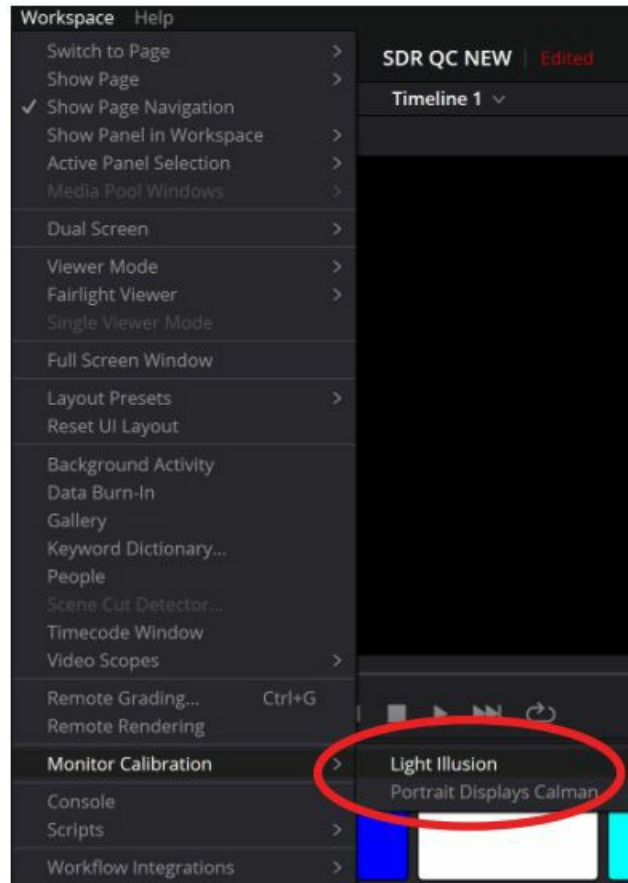 Workspace Help
Switch to Page >
SDR QC NEW | Edited
Show Page >
✓ Show Page Navigation
Timeline 1
Show Panel in Workspace >
Active Panel Selection >
Media Pool Windows >
Dual Screen >
Viewer Mode >
Fairlight Viewer >
Single Viewer Mode
Full Screen Window
Layout Presets >
Reset UI Layout
Background Activity
Data Burn-In
Gallery
Keyword Dictionary...
People
Scene Cut Detector...
Timecode Window
Video Scopes >
Remote Grading... Ctrl+G
Remote Rendering
Monitor Calibration >
Light Illusion
Portrait Displays Calman
Console
Scripts >
Workflow Integrations >